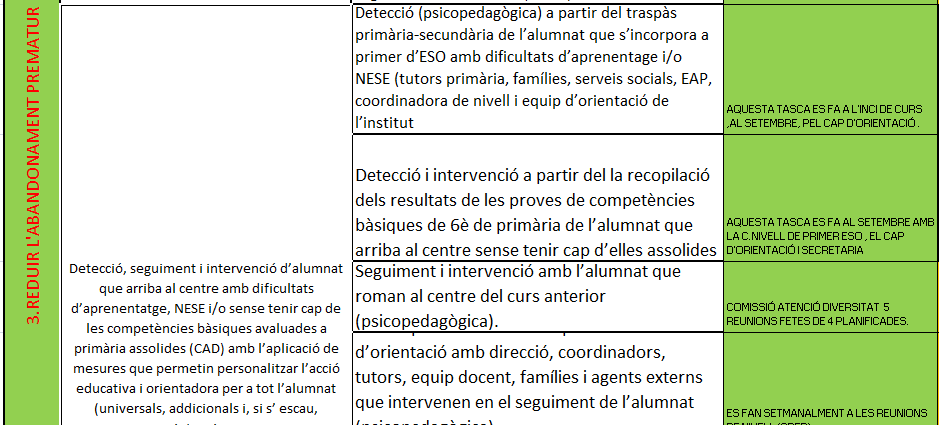 3.REDUIR L'ABANDONAMENT PREMATUR
Detecció, seguiment i intervenció d'alumnat
que arriba al centre amb dificultats
d'aprenentatge, NESE i/o sense tenir cap de
les competències bàsiques avaluades a
primària assolides (CAD) amb l'aplicació de
mesures que permetin personalitzar l'acció
educativa i orientadora per a tot l'alumnat
(universals, addicionals i, si s' escau,
Detecció (psicopedagògica) a partir del traspàs
primària-secundària de l'alumnat que s'incorpora a
primer d'ESO amb dificultats d'aprenentage i/o
NESE (tutors primària, famílies, serveis socials, EAP,
coordinadora de nivell i equip d'orientació de
l'institut
AQUESTA TASCA ES FA A L'INCI DE CURS
,AL SETEMBRE, PEL CAP D'ORIENTACIÓ.
Detecció i intervenció a partir del la recopilació
dels resultats de les proves de competències
bàsiques de 6è de primària de l'alumnat que
arriba al centre sense tenir cap d'elles assolides
AQUESTA TASCA ES FA AL SETEMBRE AMB
LA C.NIVELL DE PRIMER ESO , EL CAP
D'ORIENTACIÓ I SECRETARIA
Seguiment i intervenció amb l'alumnat que
roman al centre del curs anterior
(psicopedagògica).
COMISSIÓ ATENCIÓ DIVERSITAT 5
REUNIONS FETES DE 4 PLANIFICADES.
d'orientació amb direcció, coordinadors,
tutors, equip docent, famílies i agents externs
que intervenen en el seguiment de l'alumnat
(psicopedagògica)
ES FAN SETMANALMENT A LES REUNIONS